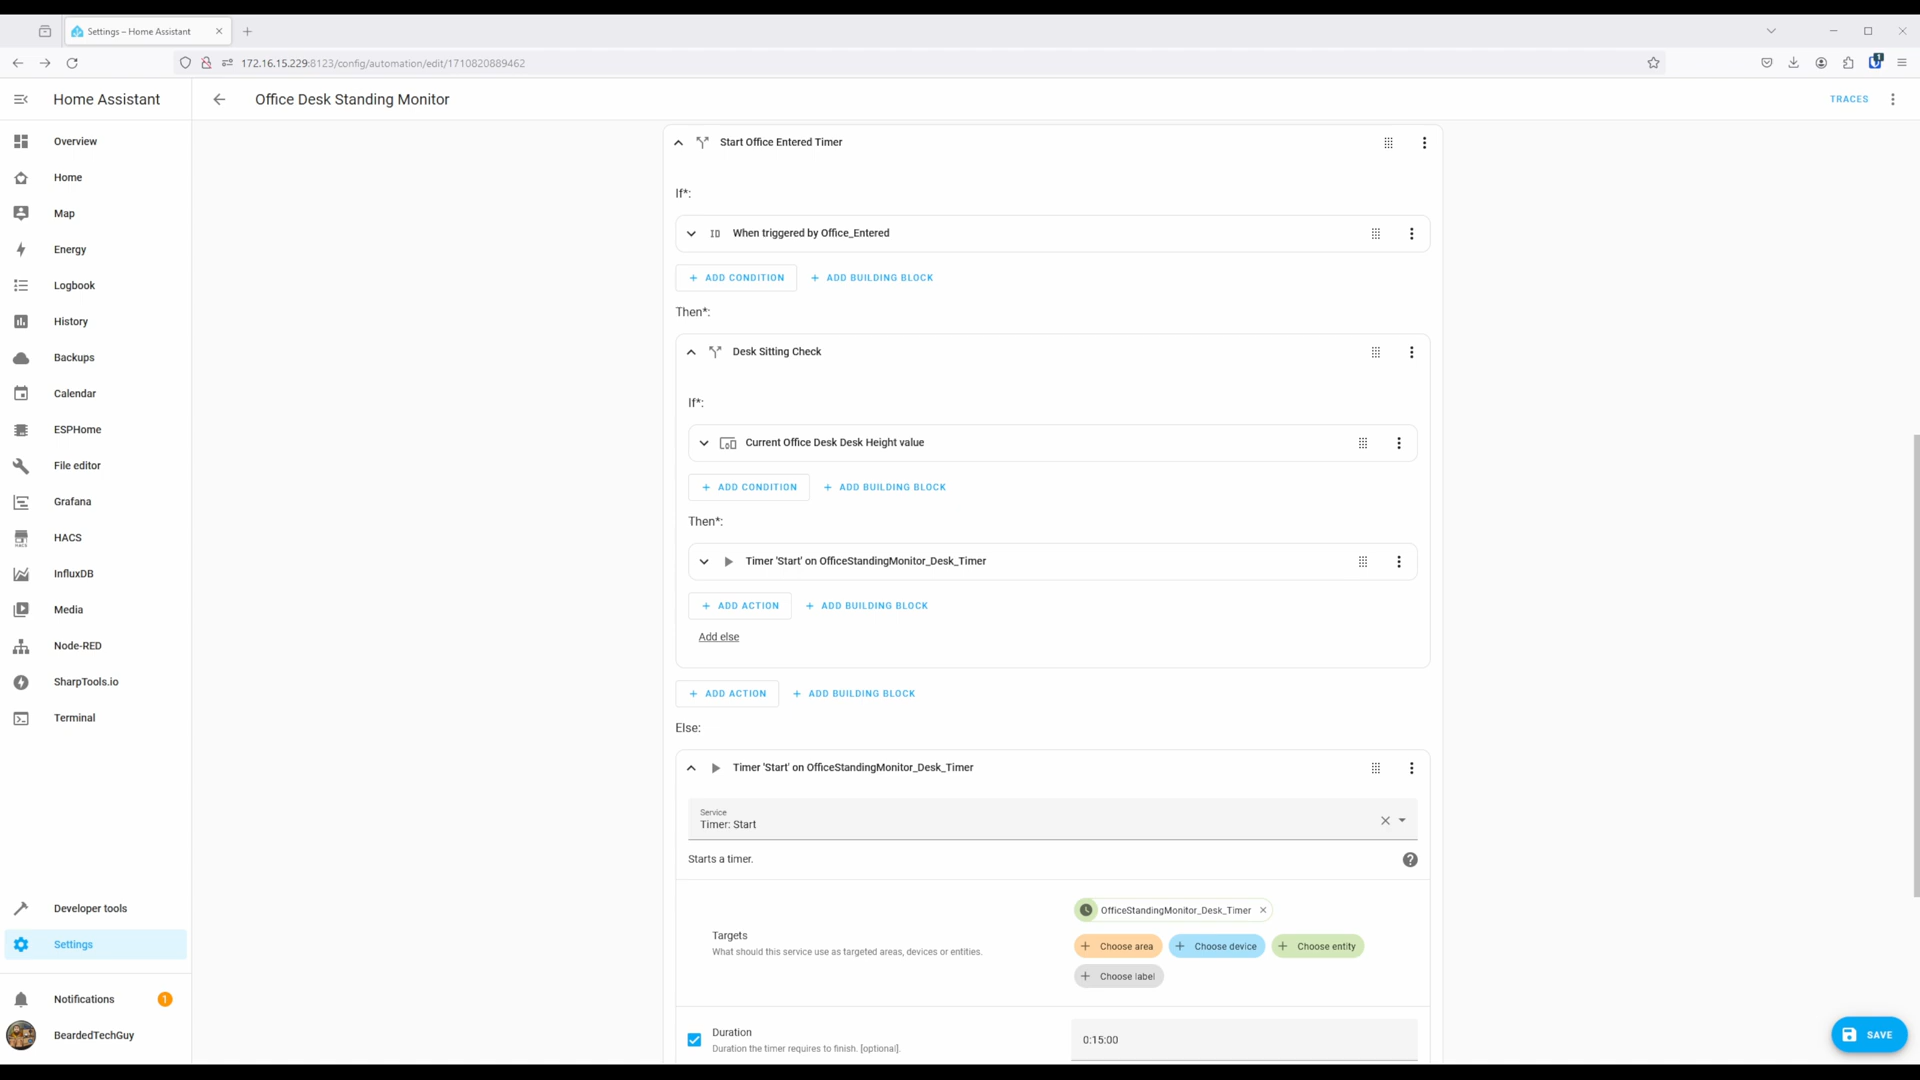 Settings – Home Assistant
172.16.15.229:8123/config/automation/edit/1710820889462
1
Home Assistant
Office Desk Standing Monitor
TRACES
Overview
Home
Map
Energy
Logbook
History
Backups
Calendar
ESPHome
File editor
Grafana
HACS
HACS
InfluxDB
Media
Node-RED
SharpTools.io
Terminal
Developer tools
Settings
Notifications
1
BeardedTechGuy
Start Office Entered Timer
If*:
ID When triggered by Office_Entered
+ ADD CONDITION + ADD BUILDING BLOCK
Then*:
Desk Sitting Check
If*:
Current Office Desk Desk Height value
+ ADD CONDITION + ADD BUILDING BLOCK
Then*:
Timer 'Start' on OfficeStandingMonitor_Desk_Timer
+ ADD ACTION + ADD BUILDING BLOCK
Add else
+ ADD ACTION + ADD BUILDING BLOCK
Else:
Timer 'Start' on OfficeStandingMonitor_Desk_Timer
Service
Timer: Start
Starts a timer.
OfficeStandingMonitor_Desk_Timer
Targets
What should this service use as targeted areas, devices or entities.
+ Choose area + Choose device + Choose entity
+ Choose label
Duration
Duration the timer requires to finish. [optional].
0:15:00
SAVE